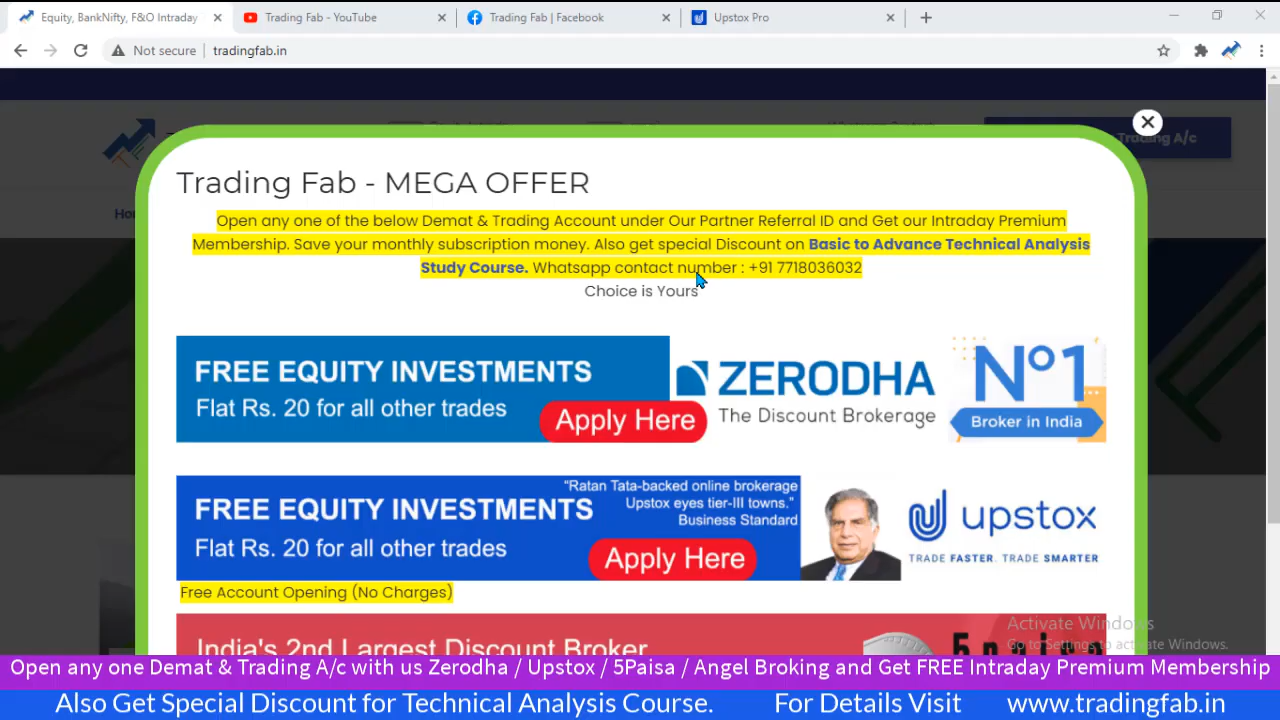 Equity, BankNifty, F&O Intraday
Trading Fab - YouTube
Trading Fab | Facebook
Upstox Pro
Not secure
tradingfab.in
Trading A/c
Trading Fab - MEGA OFFER
Open any one of the below Demat & Trading Account under Our Partner Referral ID and Get our Intraday Premium
Membership. Save your monthly subscription money. Also get special Discount on Basic to Advance Technical Analysis
Study Course. Whatsapp contact number : +91 7718036032
Choice is Yours
FREE EQUITY INVESTMENTS
Flat Rs. 20 for all other trades
Apply Here
ZERODHA
The Discount Brokerage
Nº1
Broker in India
FREE EQUITY INVESTMENTS
Flat Rs. 20 for all other trades
"Ratan Tata-backed online brokerage
Upstox eyes tier-III towns."
Business Standard
Apply Here
upstox
TRADE FASTER. TRADE SMARTER
Free Account Opening (No Charges)
India's 2nd Largest Discount Broker
Activate Windows
Go to Settings to activate Windows.
Open any one Demat & Trading A/c with us Zerodha / Upstox / 5Paisa / Angel Broking and Get FREE Intraday Premium Membership
Also Get Special Discount for Technical Analysis Course. For Details Visit www.tradingfab.in